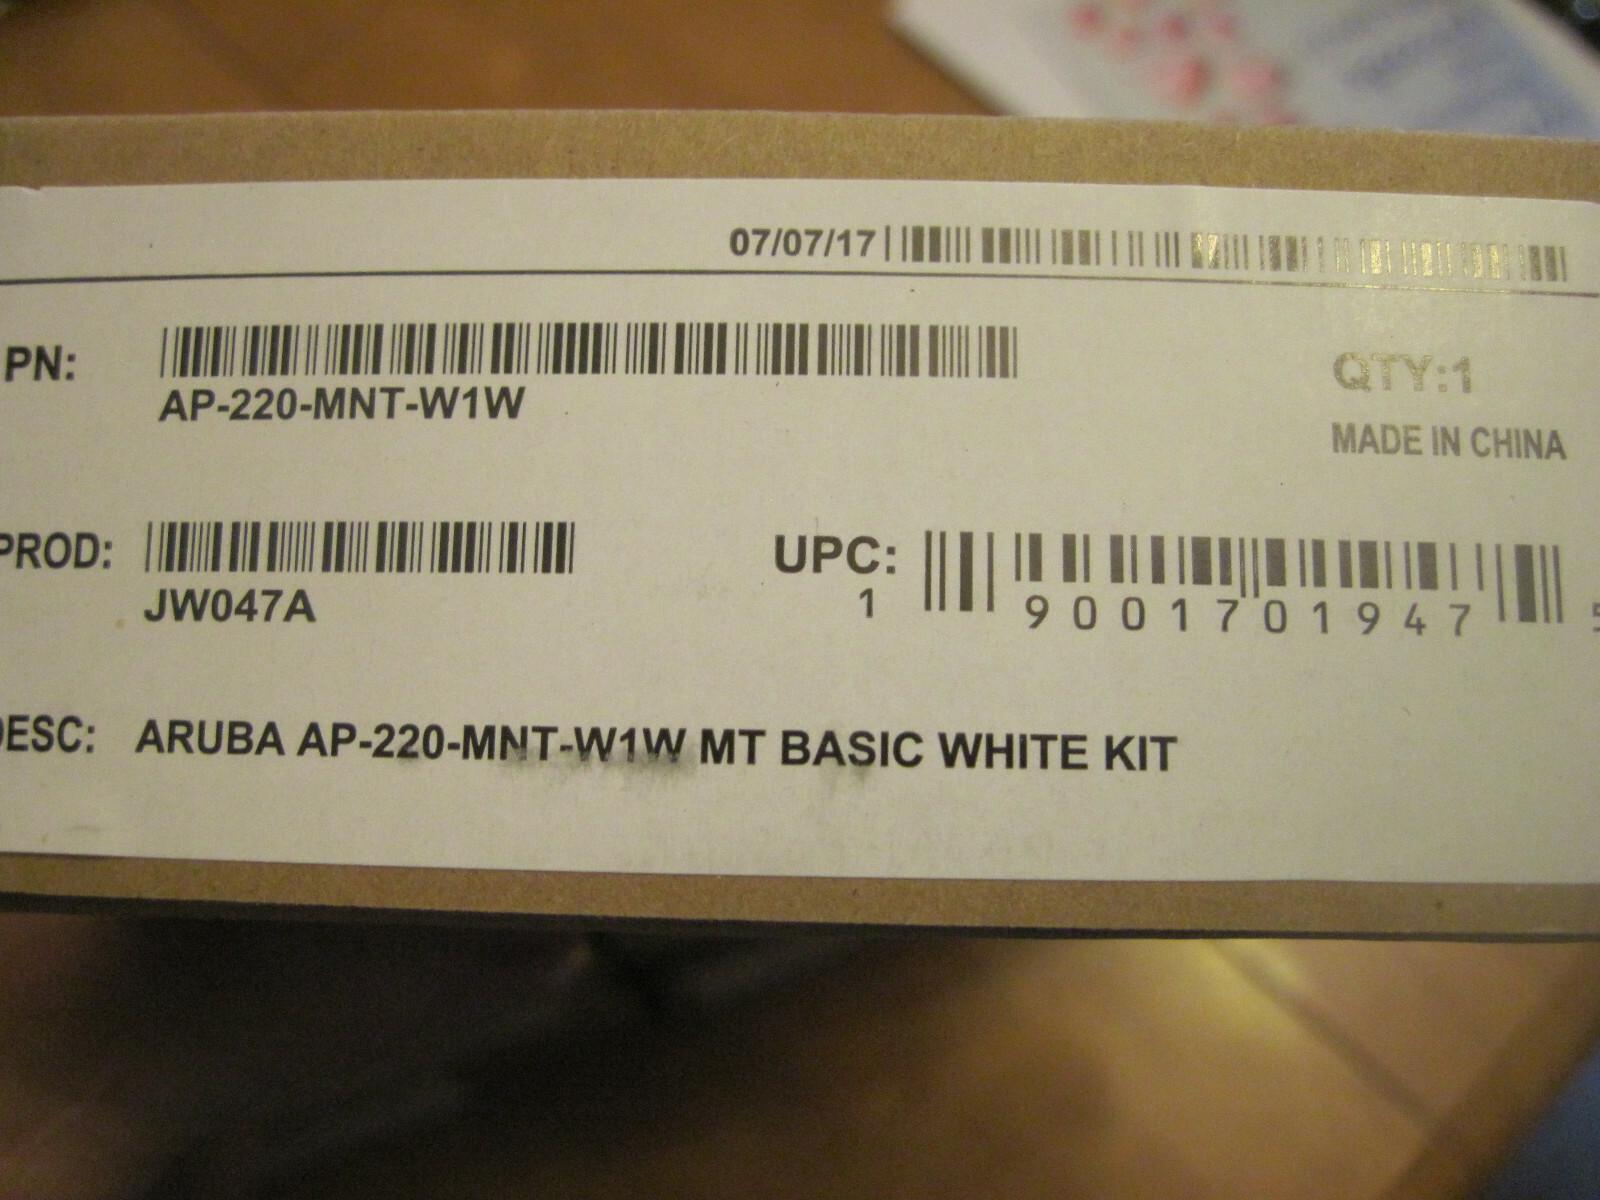 07/07/17
PN:
AP-220-MNT-W1W
QTY:1
MADE IN CHINA
PROD:
JW047A
UPC:
1 9001701947 5
DESC: ARUBA AP-220-MNT-W1W MT BASIC WHITE KIT